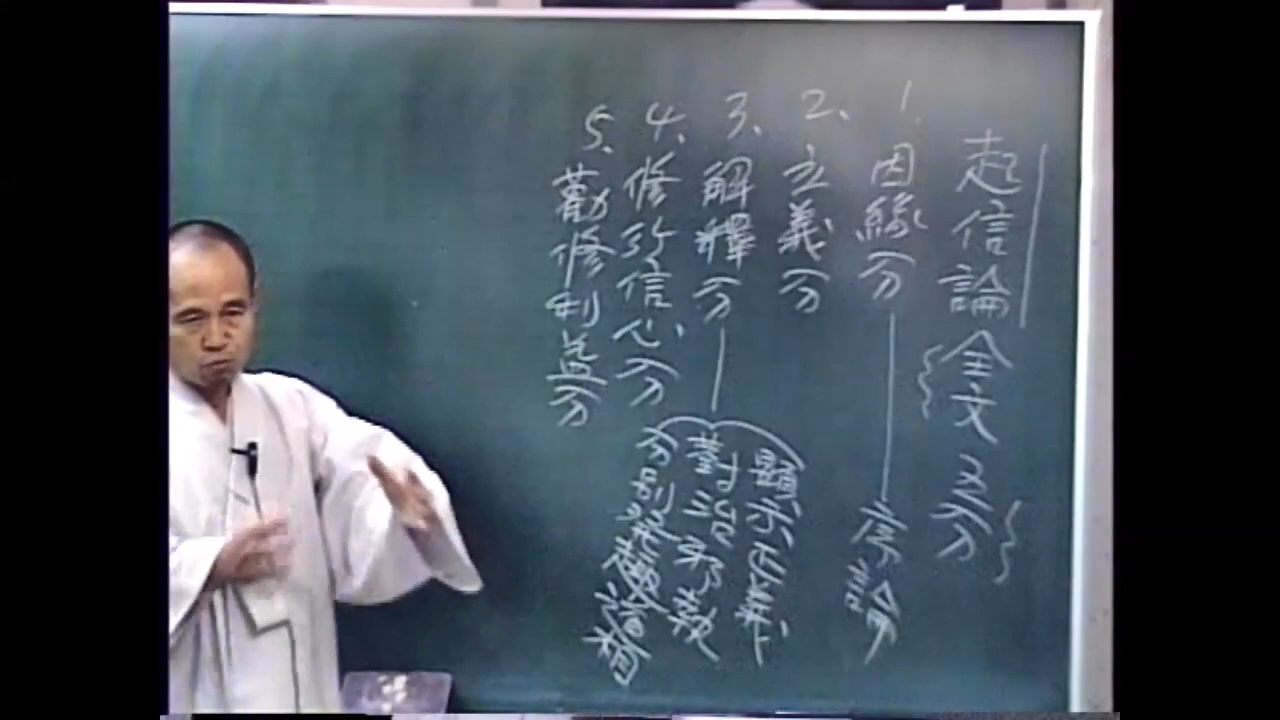 起信論全文五分
1. 因緣分 — 序論
2、立義分
3、解釋分 —
顯示正義
對治邪執
分別發趣道相
4、修行信心分
5、勸修利益分